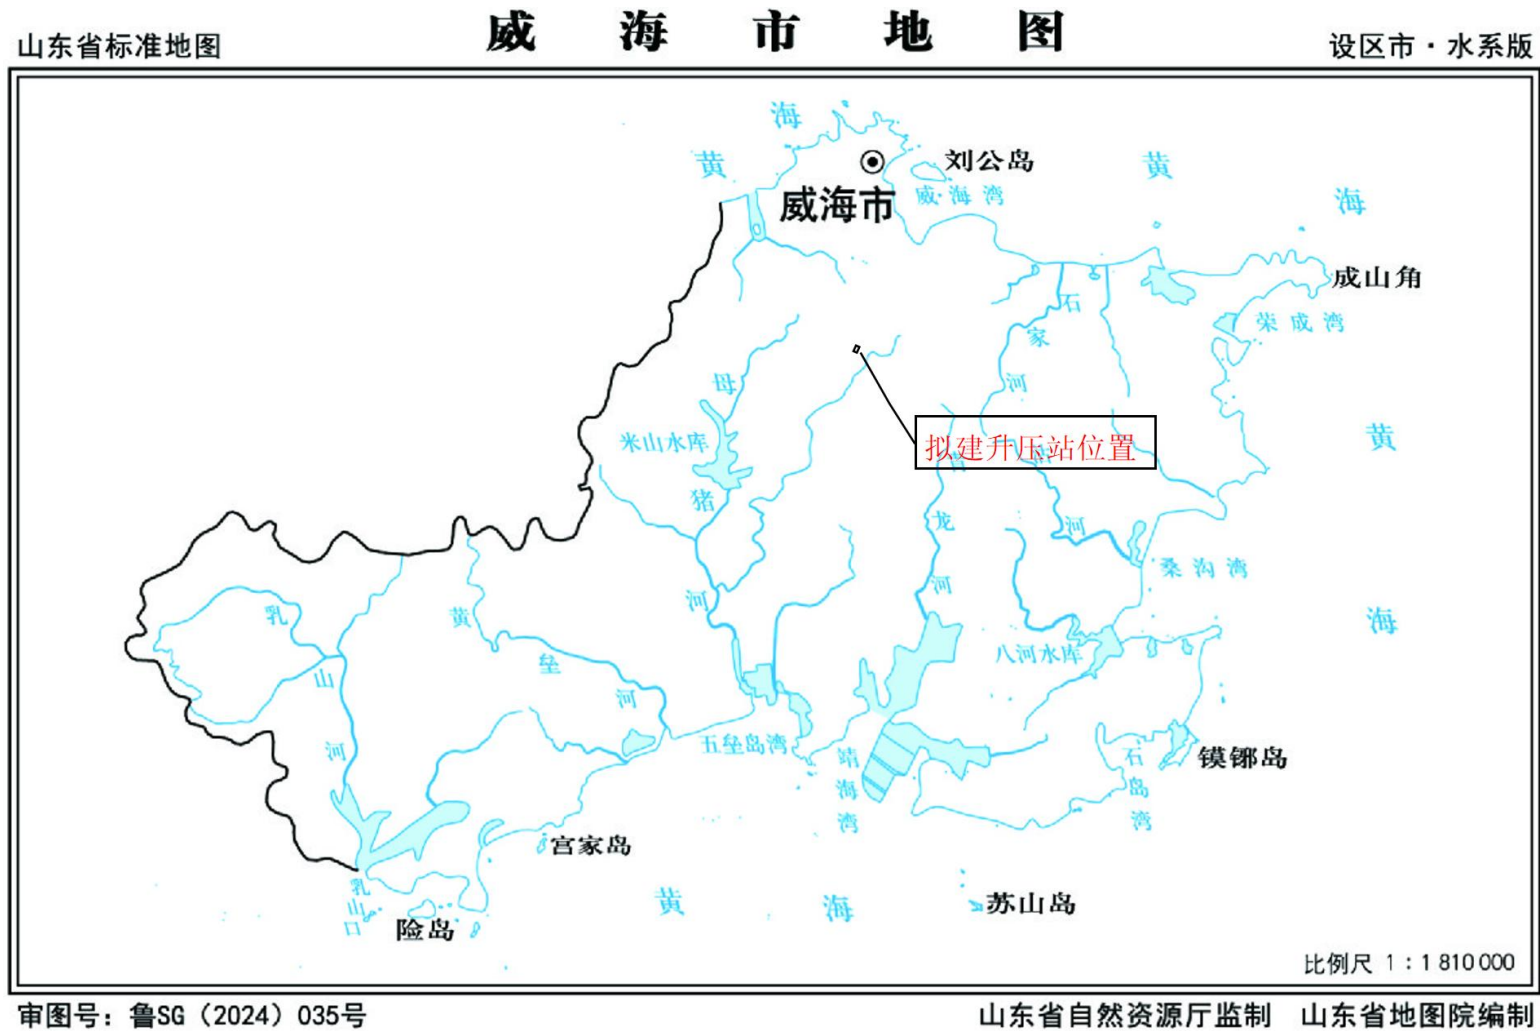 威海市地图
山东省标准地图
设区市·水系版
黄海
刘公岛
威海市
威海湾
黄海
成山角
荣成湾
石家河
母猪河
米山水库
拟建升压站位置
青龙河
沽河
黄海
桑沟湾
八河水库
乳山河
黄垒河
五垒岛湾
靖海湾
石岛湾
镆铘岛
宫家岛
乳山口
险岛
黄海
苏山岛
比例尺 1：1 810 000
审图号：鲁SG（2024）035号
山东省自然资源厅监制 山东省地图院编制